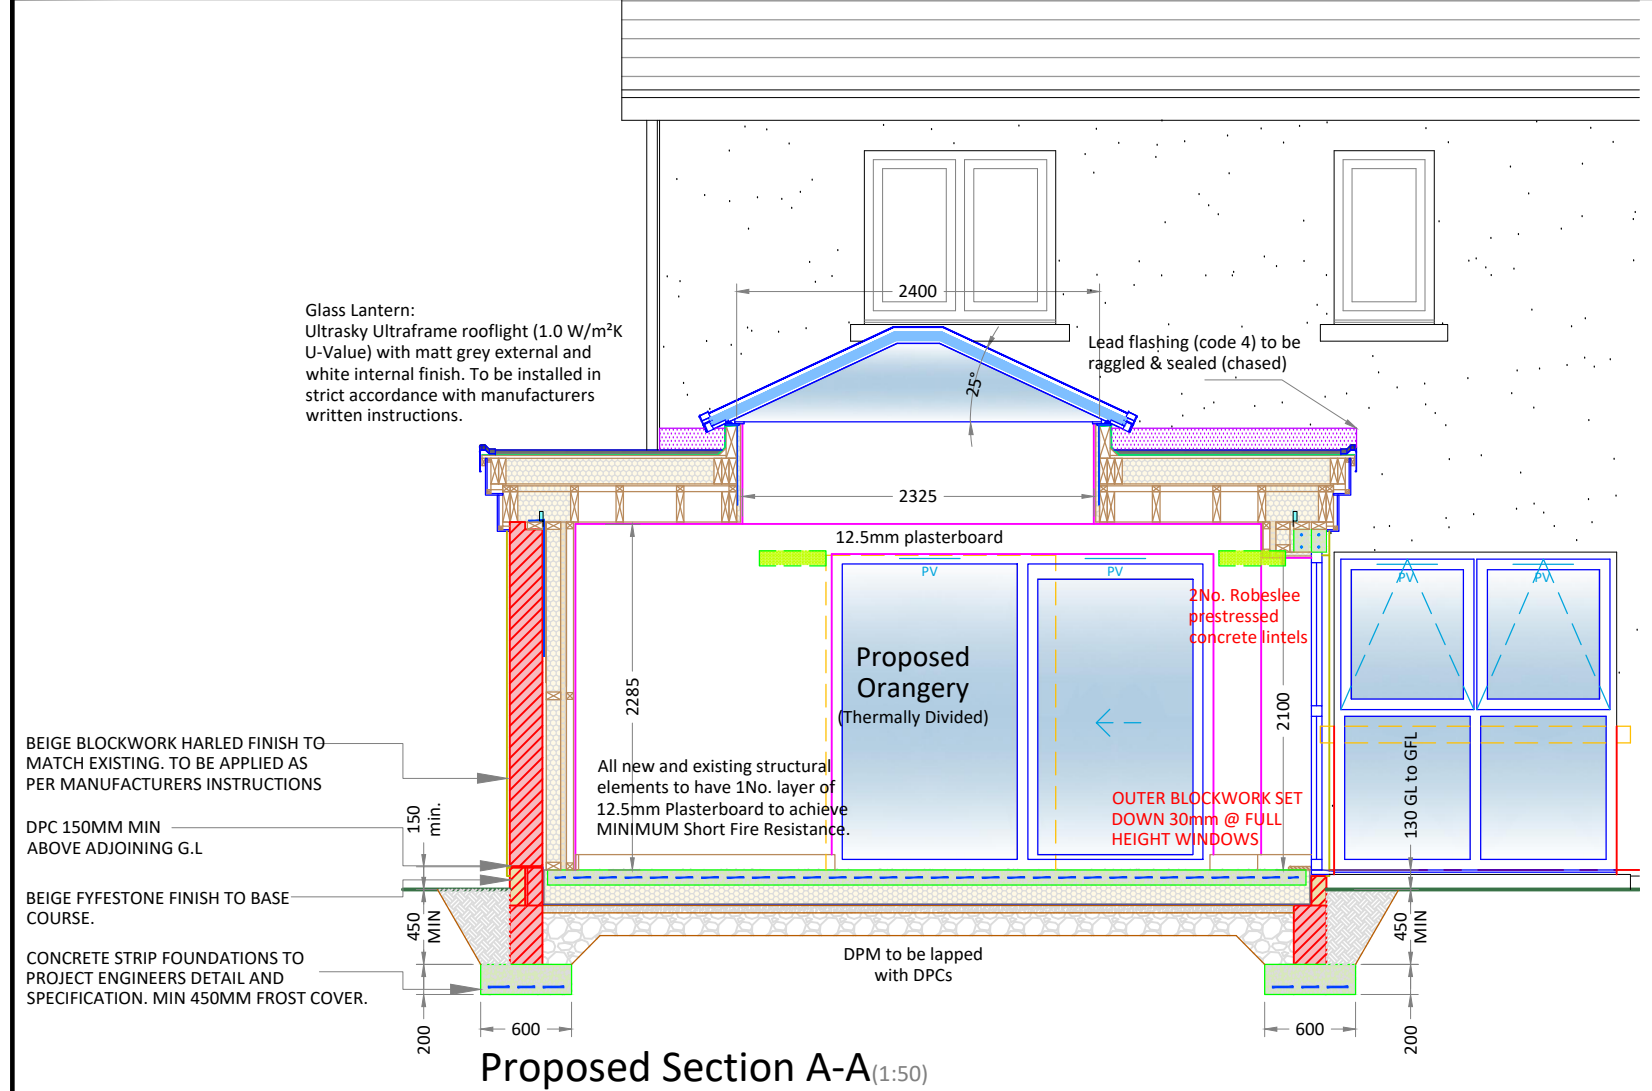 2400
Glass Lantern:
Ultrasky Ultraframe rooflight (1.0 W/m²K
U-Value) with matt grey external and
white internal finish. To be installed in
strict accordance with manufacturers
written instructions.
Lead flashing (code 4) to be
raggled & sealed (chased)
25°
2325
12.5mm plasterboard
PV
PV
PV
PV
2No. Robeslee
prestressed
concrete lintels
Proposed
Orangery
(Thermally Divided)
2285
2100
All new and existing structural
elements to have 1No. layer of
12.5mm Plasterboard to achieve
MINIMUM Short Fire Resistance.
OUTER BLOCKWORK SET
DOWN 30mm @ FULL
HEIGHT WINDOWS
130 GL to GFL
BEIGE BLOCKWORK HARLED FINISH TO
MATCH EXISTING. TO BE APPLIED AS
PER MANUFACTURERS INSTRUCTIONS
150
min.
DPC 150MM MIN
ABOVE ADJOINING G.L
BEIGE FYFESTONE FINISH TO BASE
COURSE.
450
MIN
450
MIN
CONCRETE STRIP FOUNDATIONS TO
PROJECT ENGINEERS DETAIL AND
SPECIFICATION. MIN 450MM FROST COVER.
DPM to be lapped
with DPCs
200
600
600
200
Proposed Section A-A(1:50)